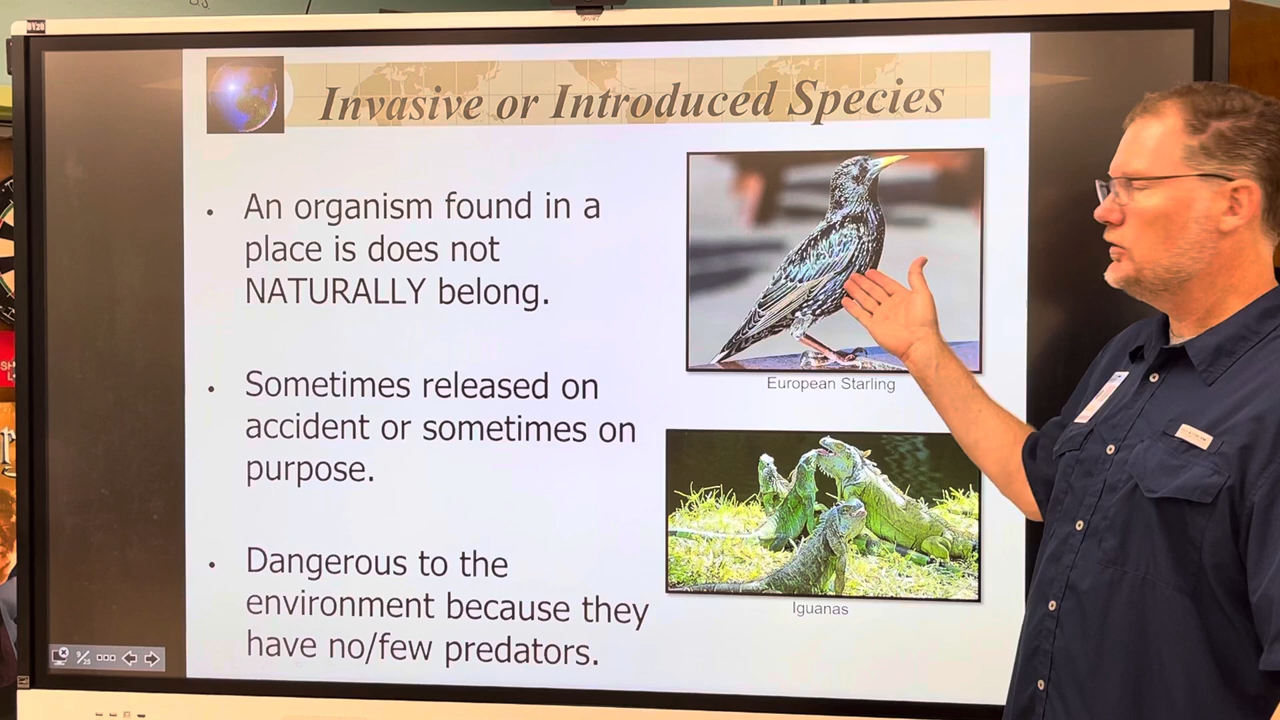 Invasive or Introduced Species
An organism found in a
place is does not
NATURALLY belong.
Sometimes released on
accident or sometimes on
purpose.
Dangerous to the
environment because they
have no/few predators.
European Starling
Iguanas